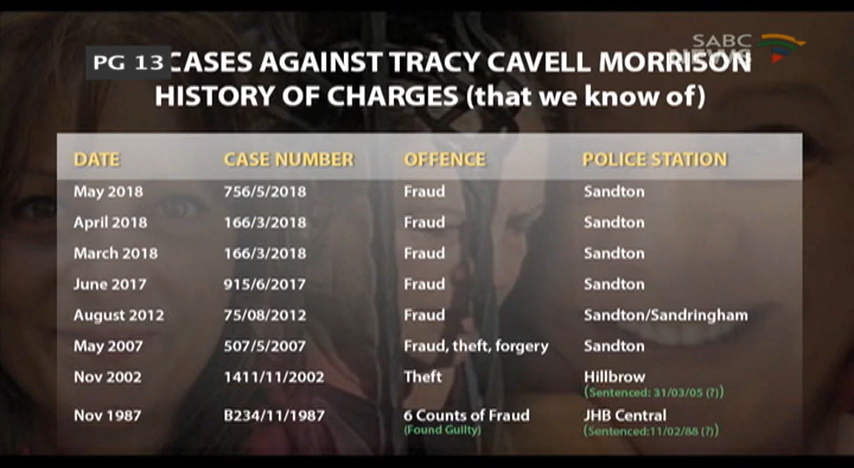 SABC
NEWS
PG 13
CASES AGAINST TRACY CAVELL MORRISON
HISTORY OF CHARGES (that we know of)
DATE CASE NUMBER OFFENCE POLICE STATION
May 2018 756/5/2018 Fraud Sandton
April 2018 166/3/2018 Fraud Sandton
March 2018 166/3/2018 Fraud Sandton
June 2017 915/6/2017 Fraud Sandton
August 2012 75/08/2012 Fraud Sandton/Sandringham
May 2007 507/5/2007 Fraud, theft, forgery Sandton
Nov 2002 1411/11/2002 Theft Hillbrow
(Sentenced: 31/03/05 (?))
Nov 1987 B234/11/1987 6 Counts of Fraud JHB Central
(Found Guilty) (Sentenced:11/02/88 (?))